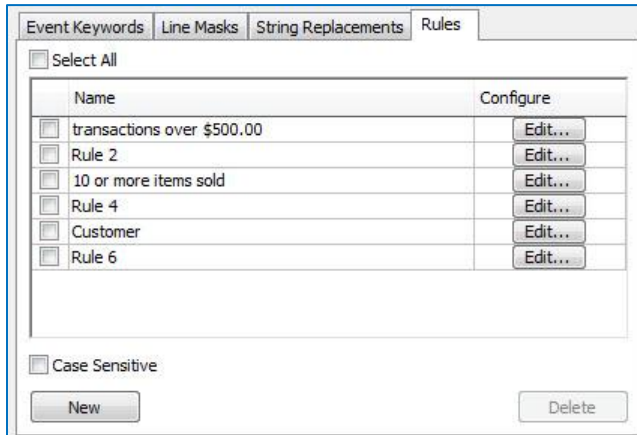 Event Keywords Line Masks String Replacements Rules
Select All
Name Configure
transactions over $500.00 Edit...
Rule 2 Edit...
10 or more items sold Edit...
Rule 4 Edit...
Customer Edit...
Rule 6 Edit...
Case Sensitive
New Delete